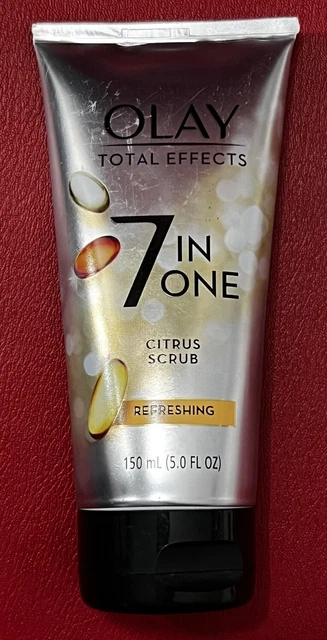 OLAY
TOTAL EFFECTS
7 IN
ONE
CITRUS
SCRUB
REFRESHING
150 mL (5.0 FL OZ)